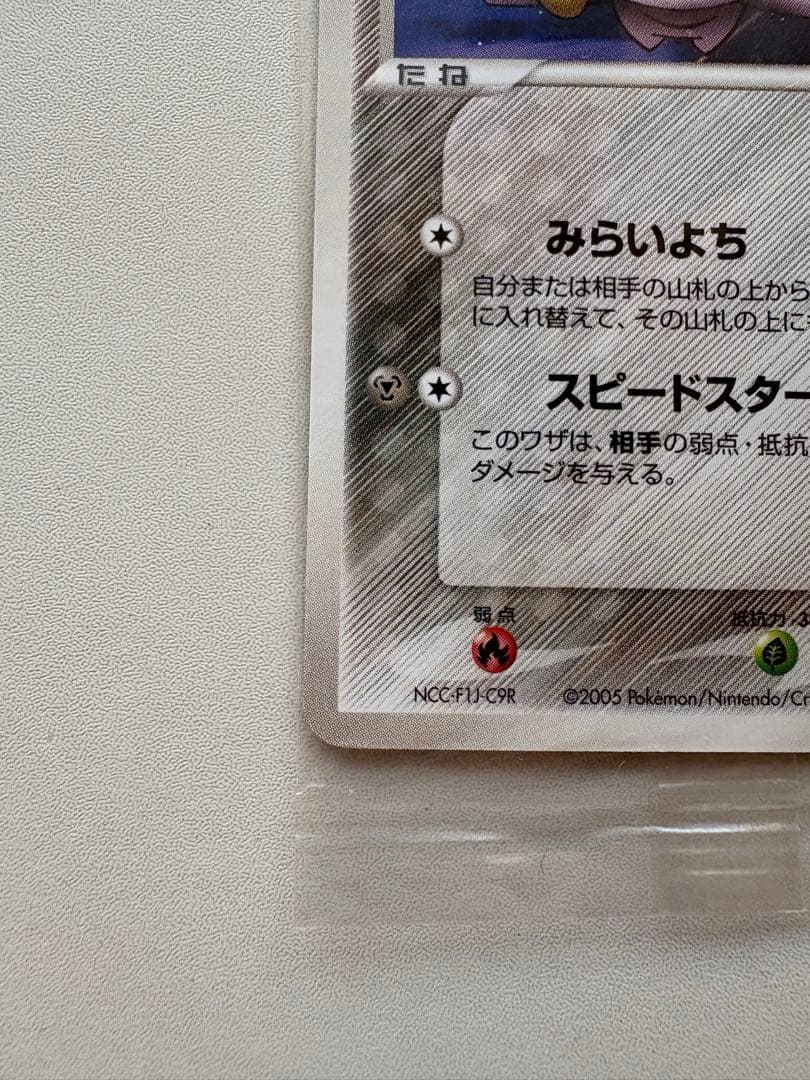 たね
みらいよち
自分または相手の山札の上から
に入れ替えて、その山札の上に
スピードスター
このワザは、相手の弱点・抵抗
ダメージを与える。
弱点
抵抗力
NCC-F1J-C9R ©2005 Pokémon/Nintendo/Cr